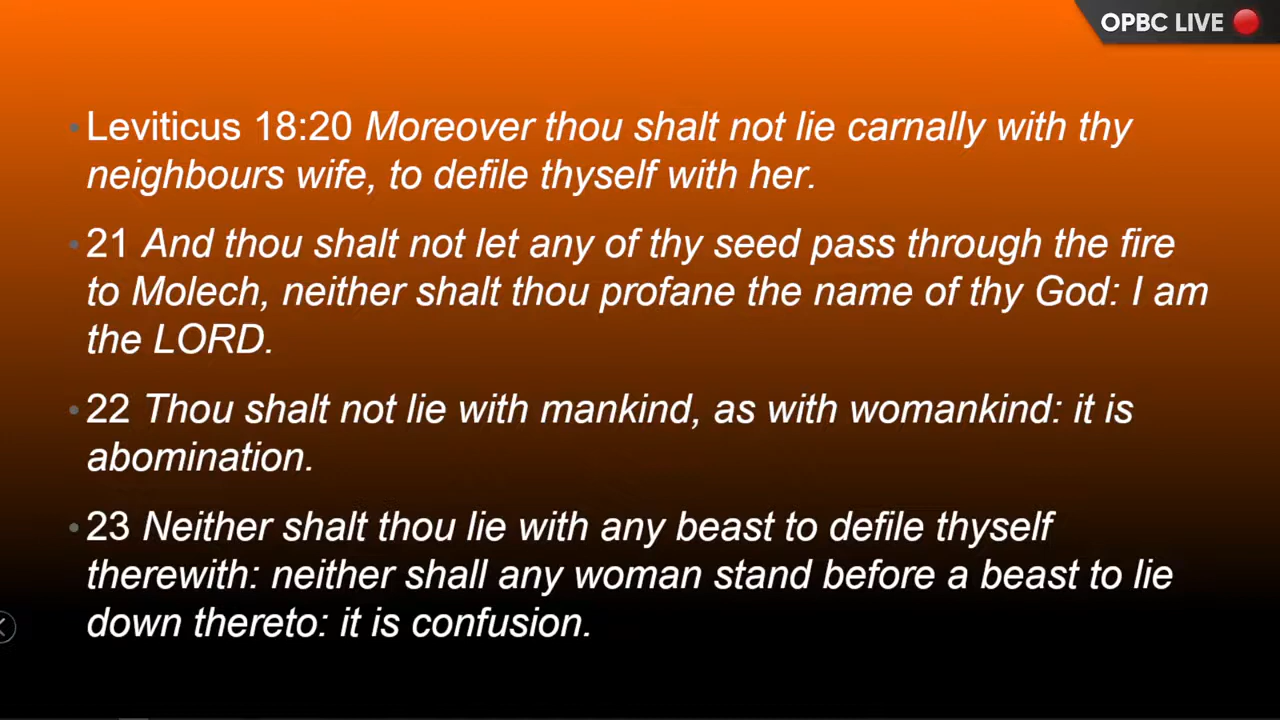 OPBC LIVE
Leviticus 18:20 Moreover thou shalt not lie carnally with thy
neighbours wife, to defile thyself with her.
21 And thou shalt not let any of thy seed pass through the fire
to Molech, neither shalt thou profane the name of thy God: I am
the LORD.
22 Thou shalt not lie with mankind, as with womankind: it is
abomination.
23 Neither shalt thou lie with any beast to defile thyself
therewith: neither shall any woman stand before a beast to lie
down thereto: it is confusion.